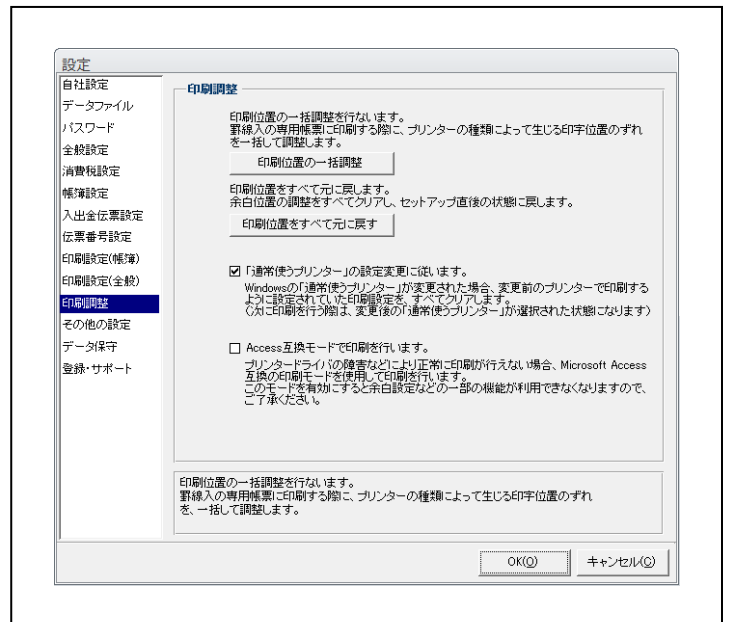 設定
自社設定
データファイル
パスワード
全般設定
消費税設定
帳簿設定
入出金伝票設定
伝票番号設定
印刷設定(帳簿)
印刷設定(全般)
印刷調整
その他の設定
データ保守
登録・サポート
印刷調整
印刷位置の一括調整を行ないます。
罫線入の専用帳票に印刷する際に、プリンターの種類によって生じる印字位置のずれ
を一括して調整します。
印刷位置の一括調整
印刷位置をすべて元に戻します。
余白位置の調整をすべてクリアし、セットアップ直後の状態に戻します。
印刷位置をすべて元に戻す
「通常使うプリンター」の設定変更に従います。
Windowsの「通常使うプリンター」が変更された場合、変更前のプリンターで印刷する
ように設定されていた印刷設定を、すべてクリアします。
(次に印刷を行う際は、変更後の「通常使うプリンター」が選択された状態になります)
Access互換モードで印刷を行います。
プリンタードライバの障害などにより正常に印刷が行えない場合、Microsoft Access
互換の印刷モードを使用して印刷を行います。
このモードを有効にすると余白設定などの一部の機能が利用できなくなりますので、
ご了承ください。
印刷位置の一括調整を行ないます。
罫線入の専用帳票に印刷する際に、プリンターの種類によって生じる印字位置のずれ
を、一括して調整します。
OK(O)
キャンセル(C)